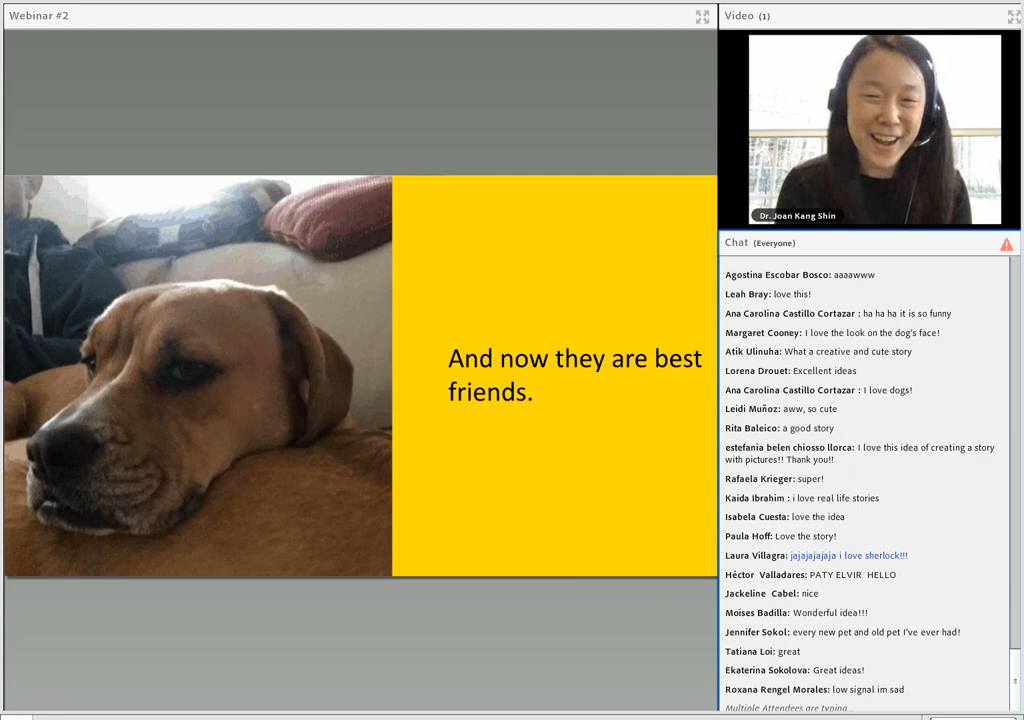 Webinar #2
Video (1)
Dr. Joan Kang Shin
And now they are best
friends.
Chat (Everyone)
Agostina Escobar Bosco: aaaawww
Leah Bray: love this!
Ana Carolina Castillo Cortazar : ha ha ha it is so funny
Margaret Cooney: I love the look on the dog's face!
Atik Ulinuha: What a creative and cute story
Lorena Drouet: Excellent ideas
Ana Carolina Castillo Cortazar : I love dogs!
Leidi Muñoz: aww, so cute
Rita Baleico: a good story
estefania belen chiosso llorca: I love this idea of creating a story
with pictures!! Thank you!!
Rafaela Krieger: super!
Kaida Ibrahim : i love real life stories
Isabela Cuesta: love the idea
Paula Hoff: Love the story!
Laura Villagra: jajajajajaja i love sherlock!!!
Héctor Valladares: PATY ELVIR HELLO
Jackeline Cabel: nice
Moises Badilla: Wonderful idea!!!
Jennifer Sokol: every new pet and old pet I've ever had!
Tatiana Loi: great
Ekaterina Sokolova: Great ideas!
Roxana Rengel Morales: low signal im sad
Multiple Attendees are typing...